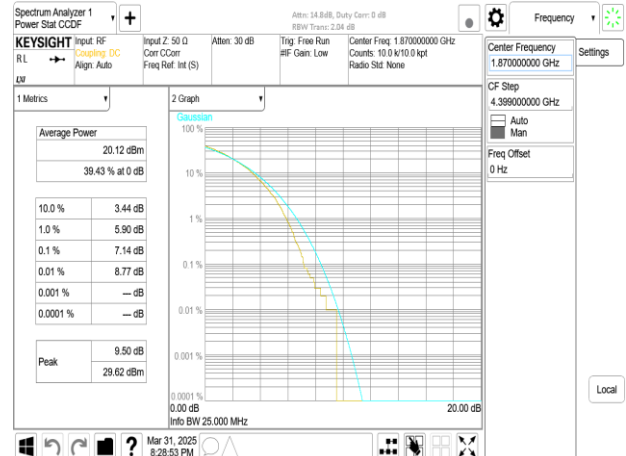 Spectrum Analyzer 1
Power Stat CCDF
+
Attn: 14.8dB, Duty Corr: 0 dB
RBW Trans: 2.04 dB
Frequency
KEYSIGHT
RL
Input: RF
Coupling: DC
Align: Auto
Input Z: 50 Ω
Corr CCorr
Freq Ref: Int (S)
Atten: 30 dB
Trig: Free Run
#IF Gain: Low
Center Freq: 1.870000000 GHz
Counts: 10.0 k/10.0 kpt
Radio Std: None
LXI
1 Metrics
Average Power
20.12 dBm
39.43 % at 0 dB
10.0 % 3.44 dB
1.0 % 5.90 dB
0.1 % 7.14 dB
0.01 % 8.77 dB
0.001 % --- dB
0.0001 % --- dB
Peak
9.50 dB
29.62 dBm
2 Graph
Gaussian
100 %
10 %
1 %
0.1 %
0.01 %
0.001 %
0.0001 %
0.00 dB 20.00 dB
Info BW 25.000 MHz
Center Frequency
1.870000000 GHz
CF Step
4.399000000 GHz
Auto
Man
Freq Offset
0 Hz
Settings
Local
?
Mar 31, 2025
8:28:53 PM